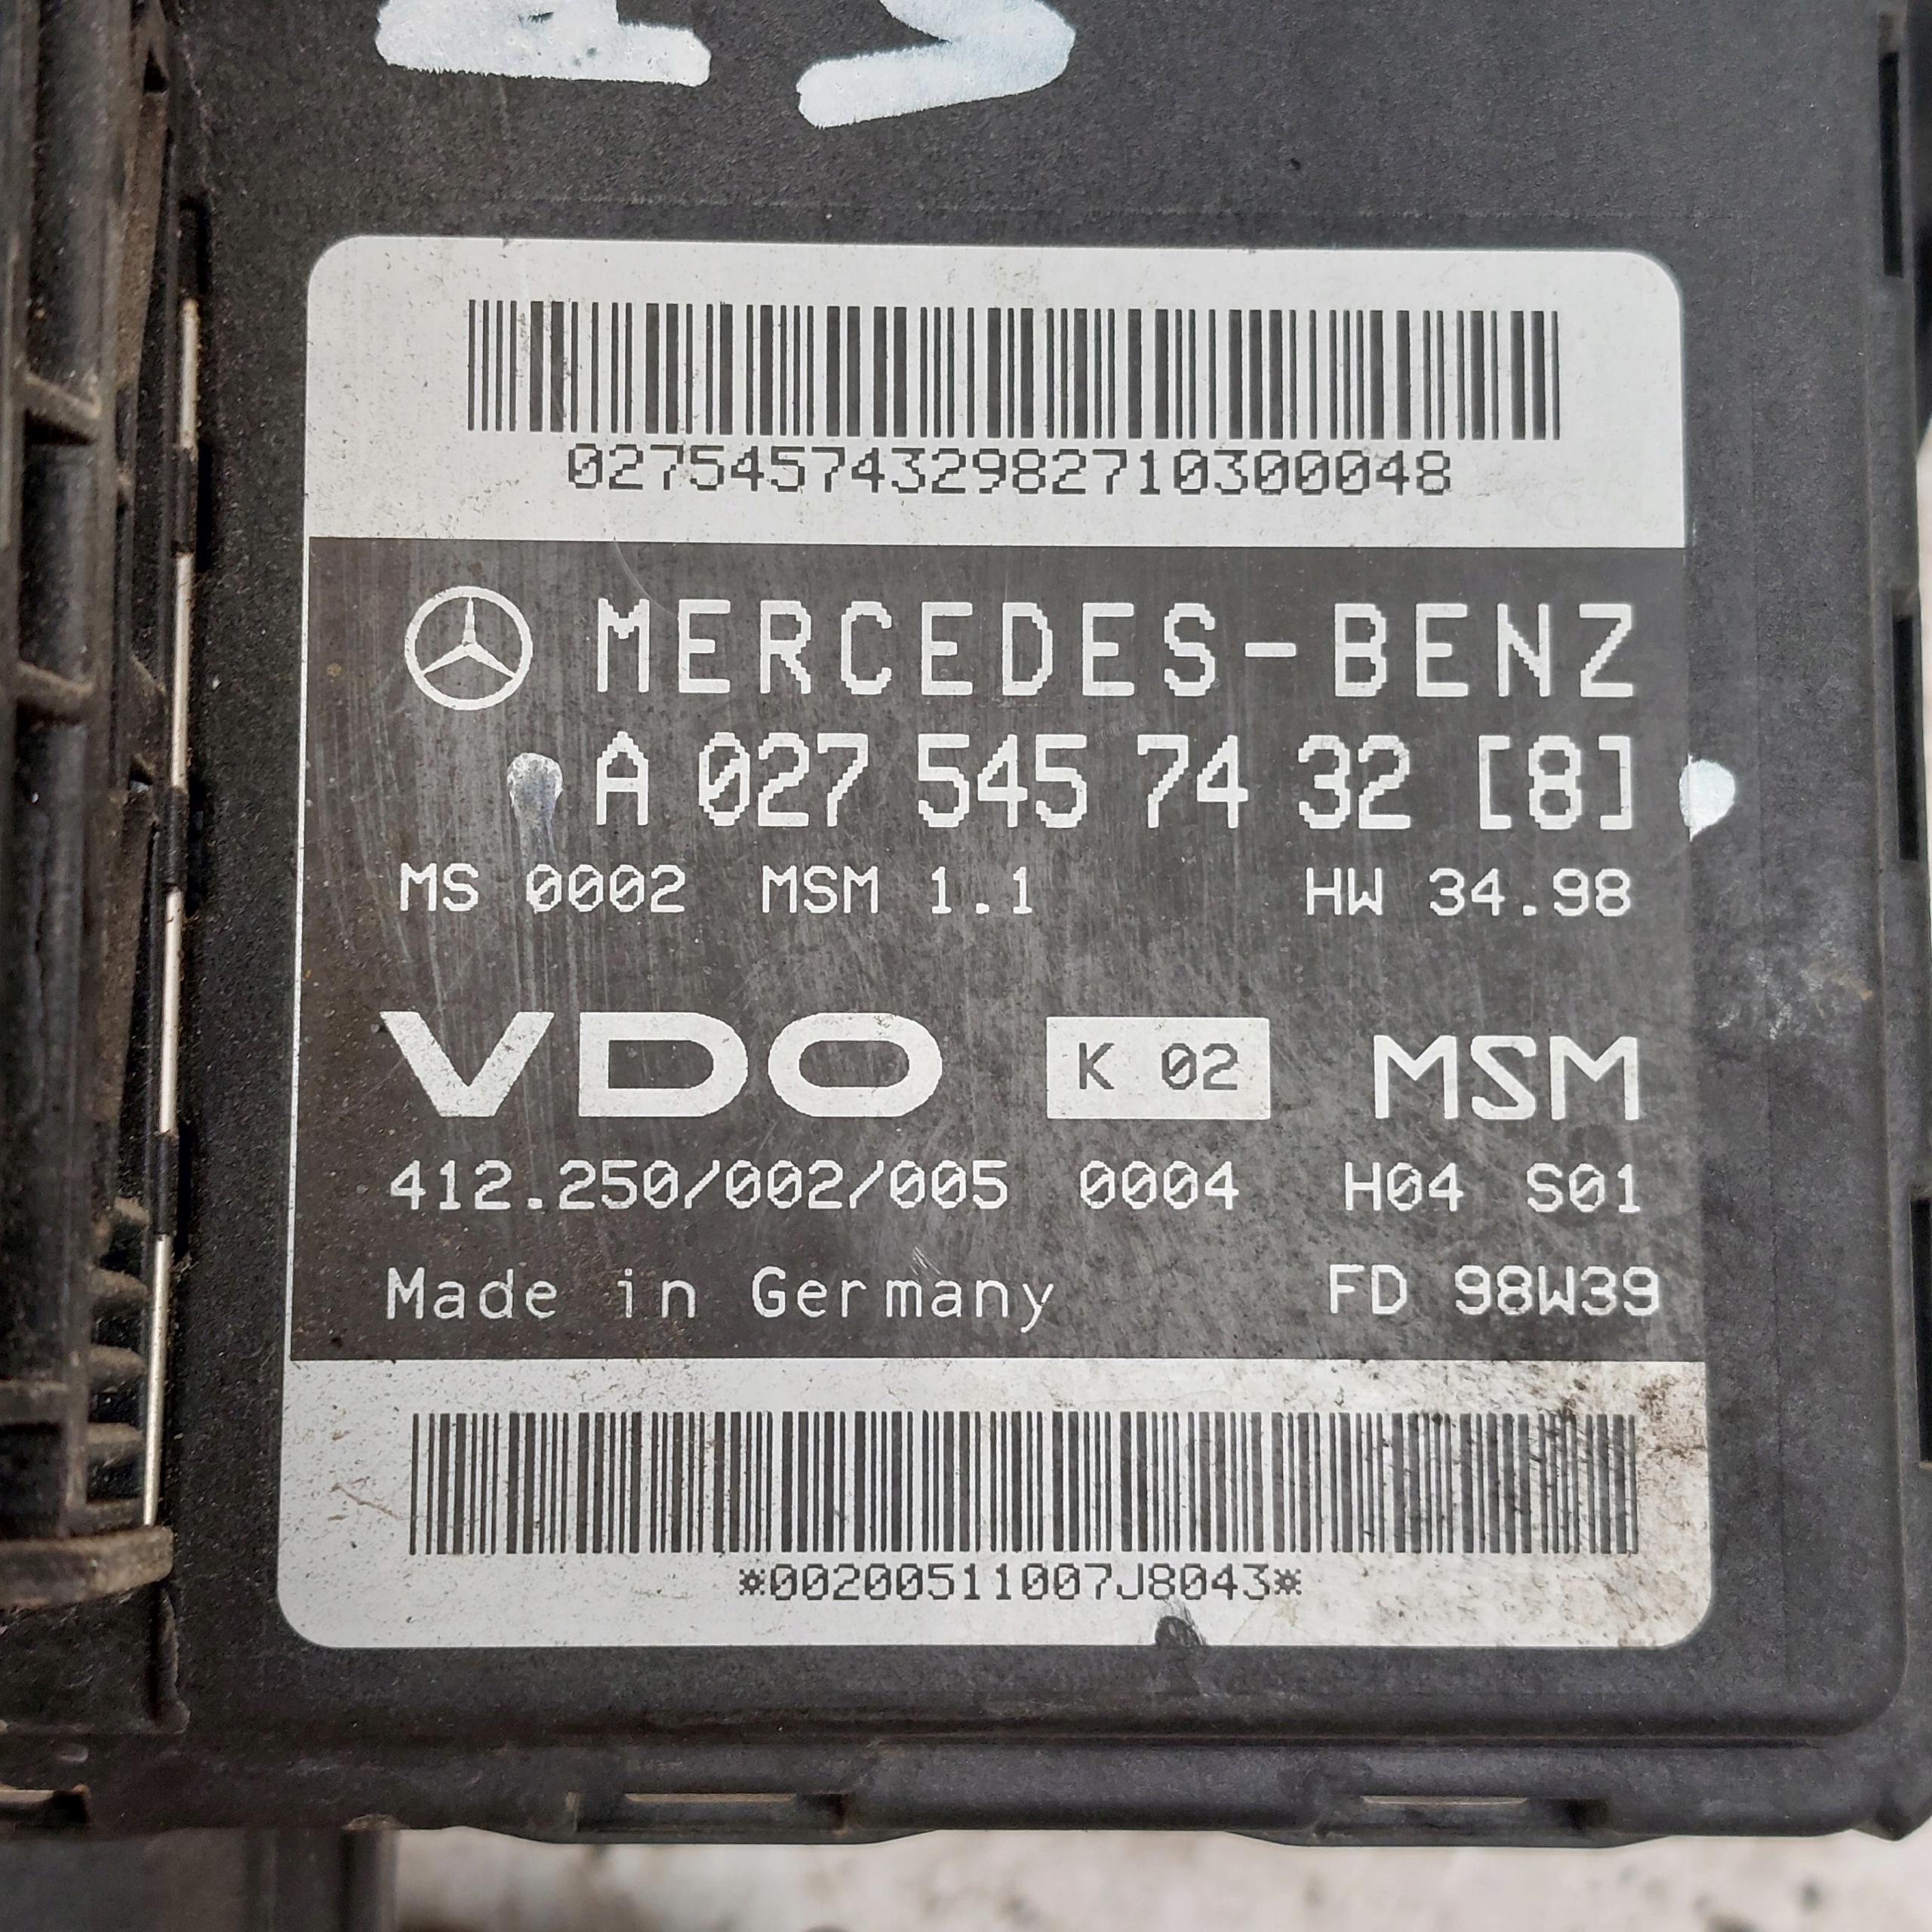 02754574329827103000048
MERCEDES-BENZ
A 027 545 74 32 [8]
MS 0002 MSM 1.1 HW 34.98
VDO K 02 MSM
412.250/002/005 0004 H04 S01
Made in Germany FD 98W39
*00200511007J8043*